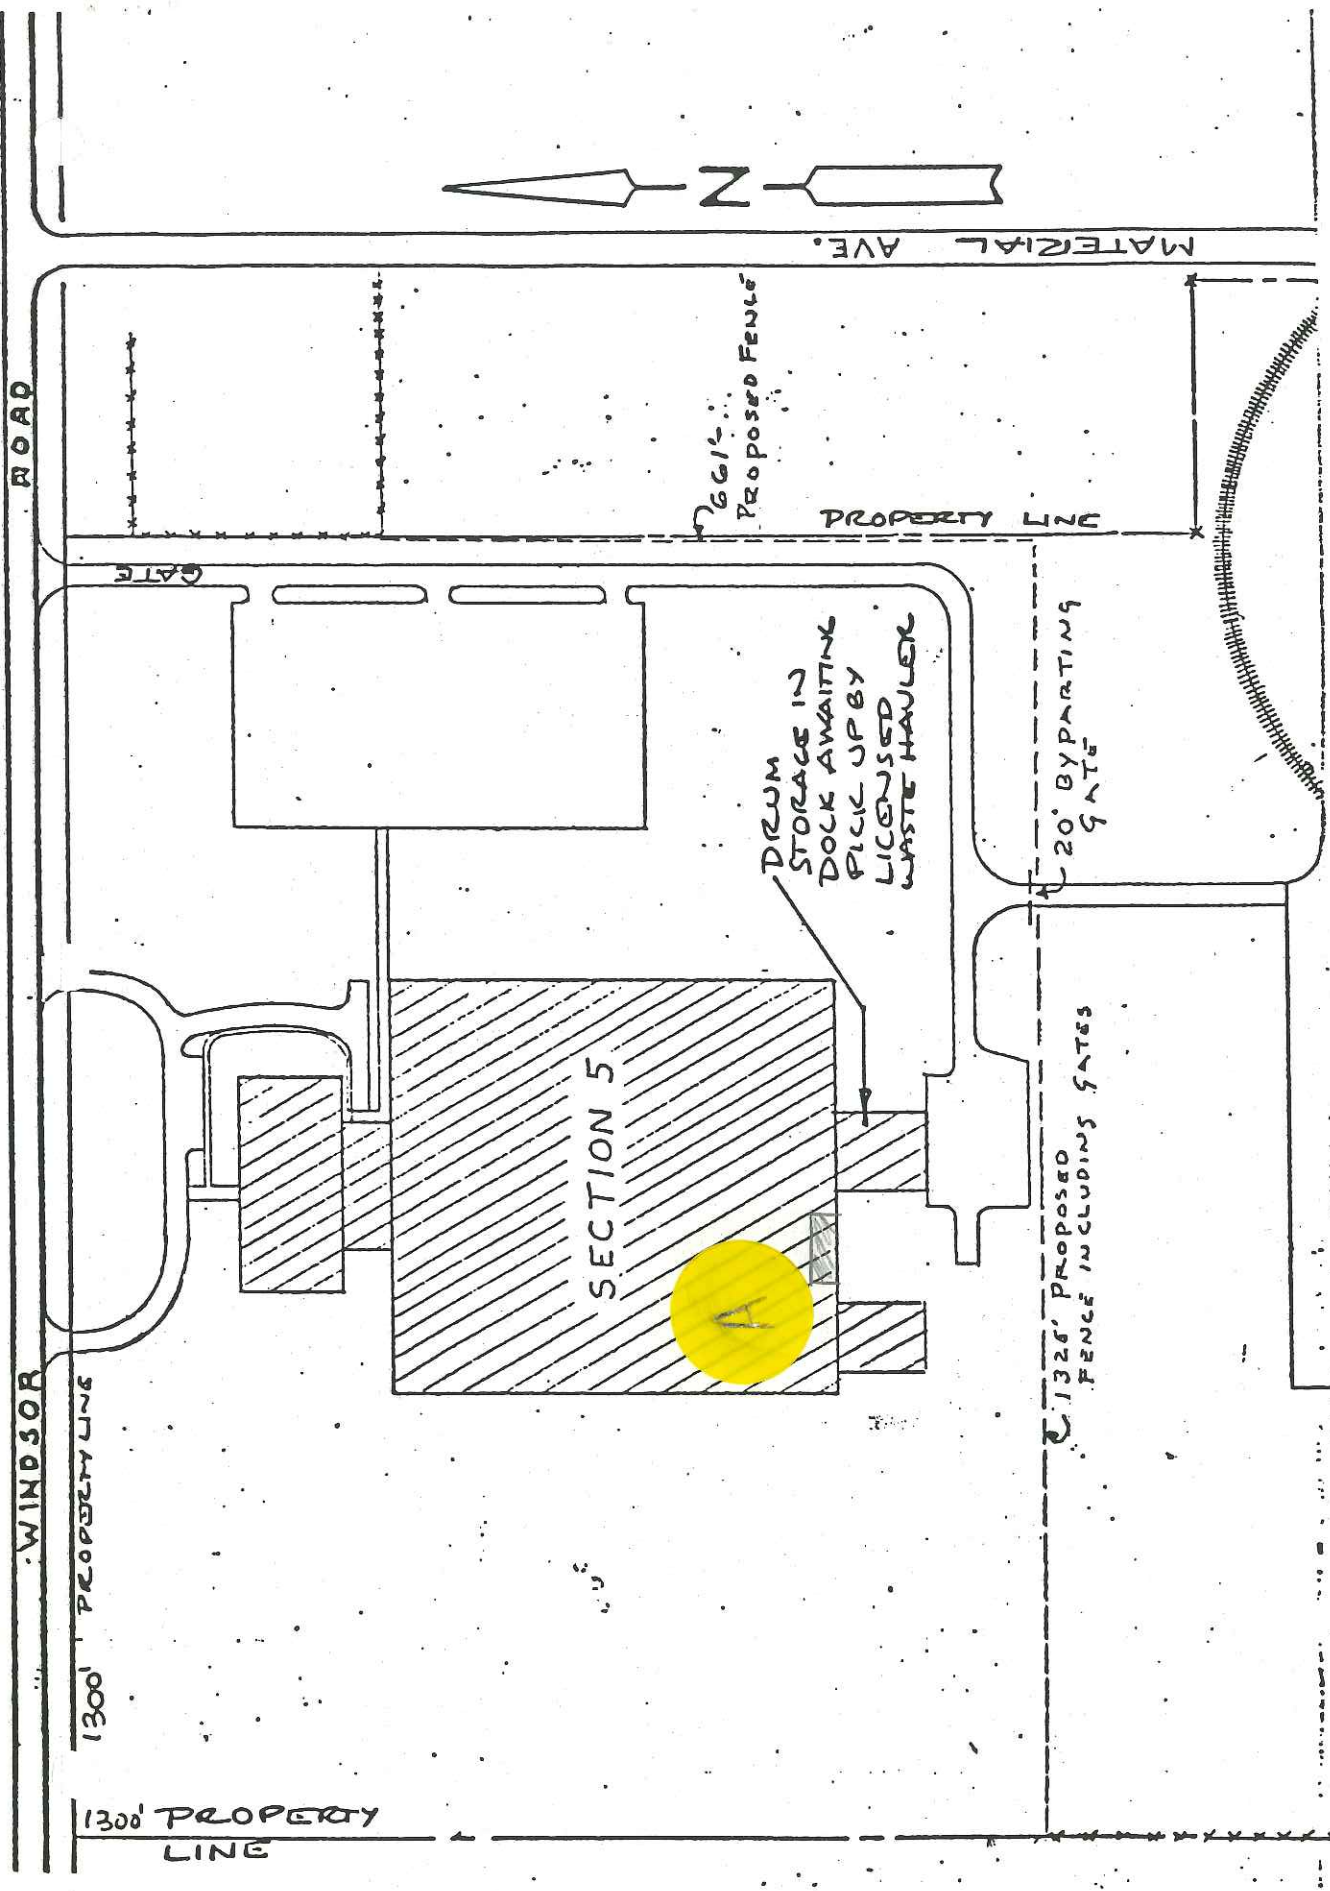 N
MATERIAL AVE.
WINDSOR ROAD
661'±
PROPOSED FENCE
PROPERTY LINE
GATE
DRUM
STORAGE IN
DOCK AWAITING
PICK UP BY
LICENSED
WASTE HAULER
20' BYPARTING
GATE
SECTION 5
A
1326' PROPOSED
FENCE INCLUDING GATES
1300' PROPERTY LINE
1300' PROPERTY
LINE